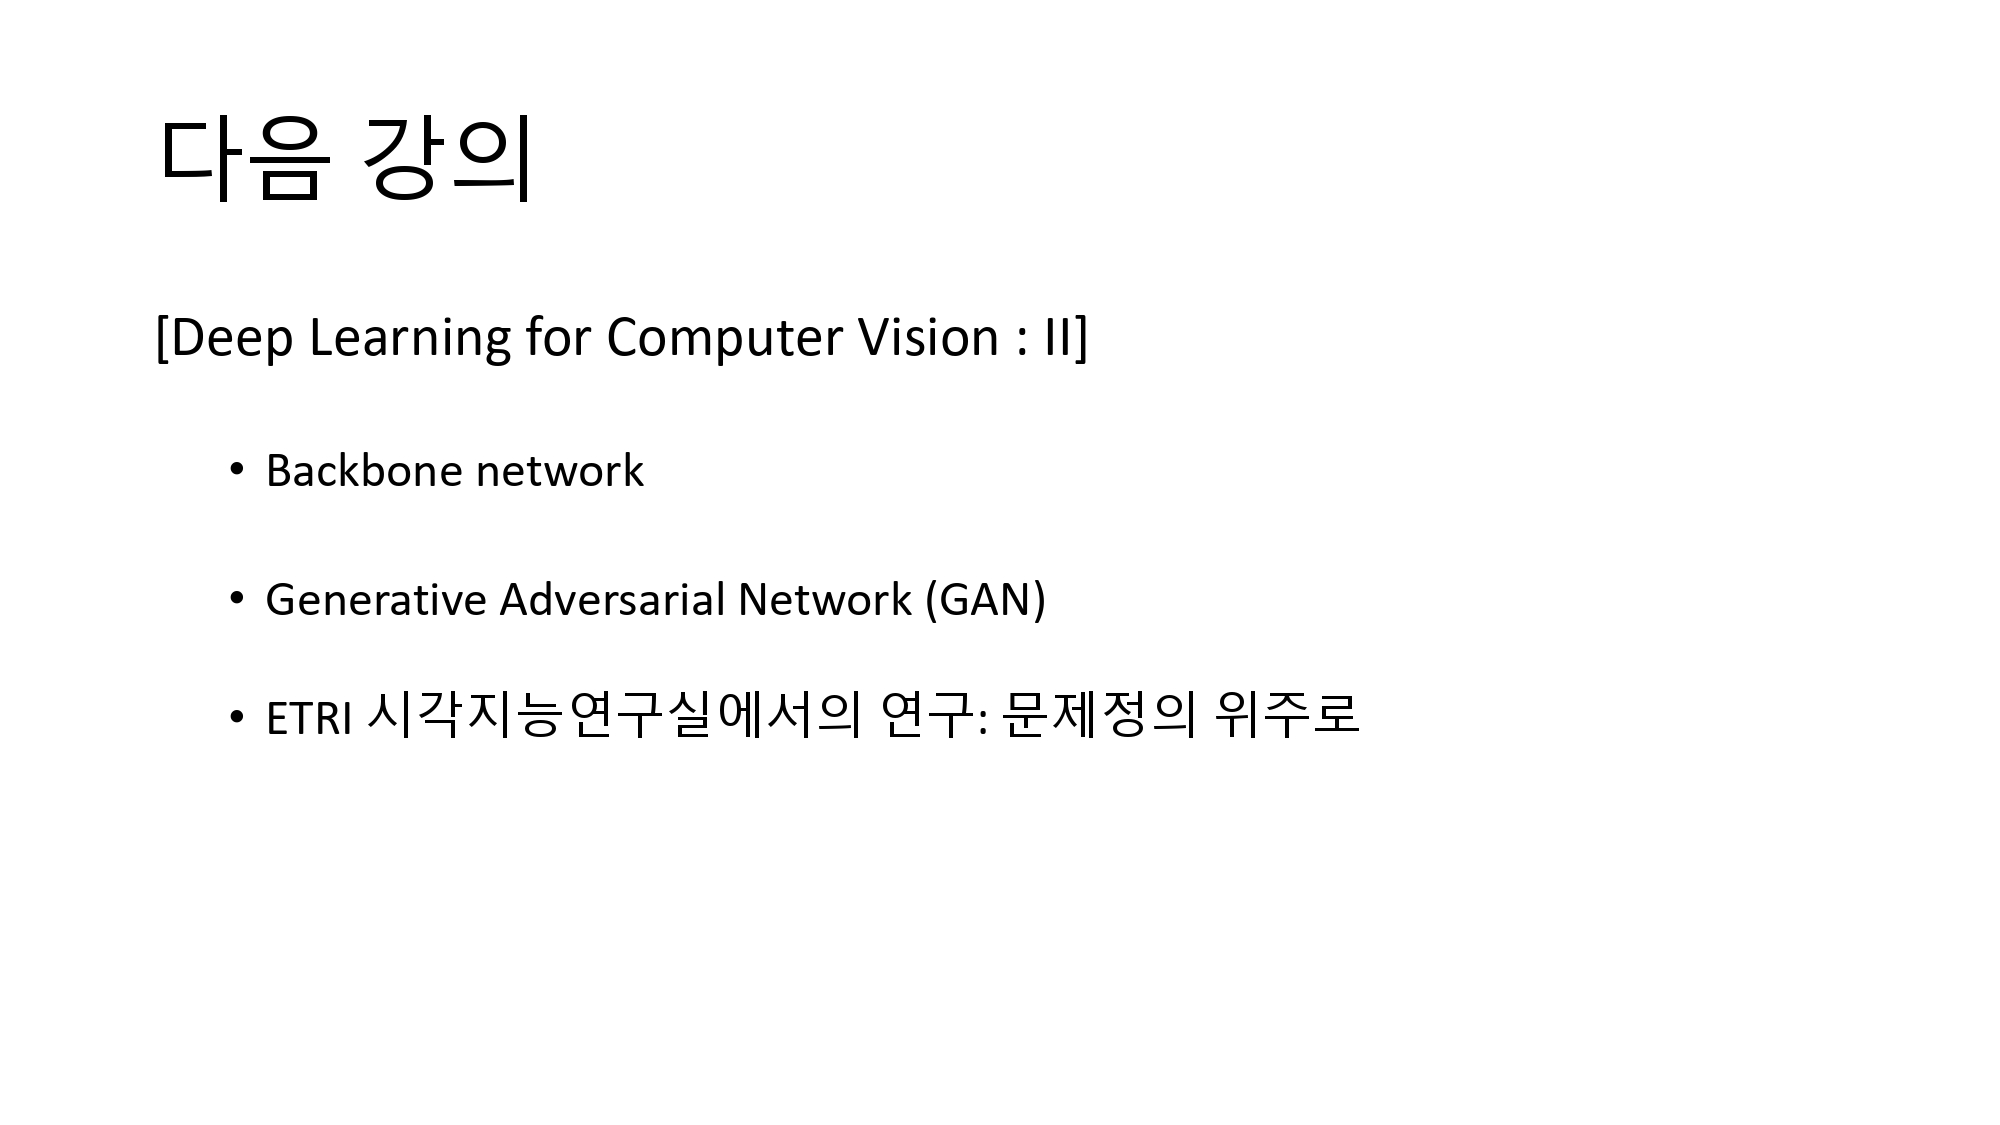 다음 강의
[Deep Learning for Computer Vision : II]
• Backbone network
• Generative Adversarial Network (GAN)
• ETRI 시각지능연구실에서의 연구: 문제정의 위주로